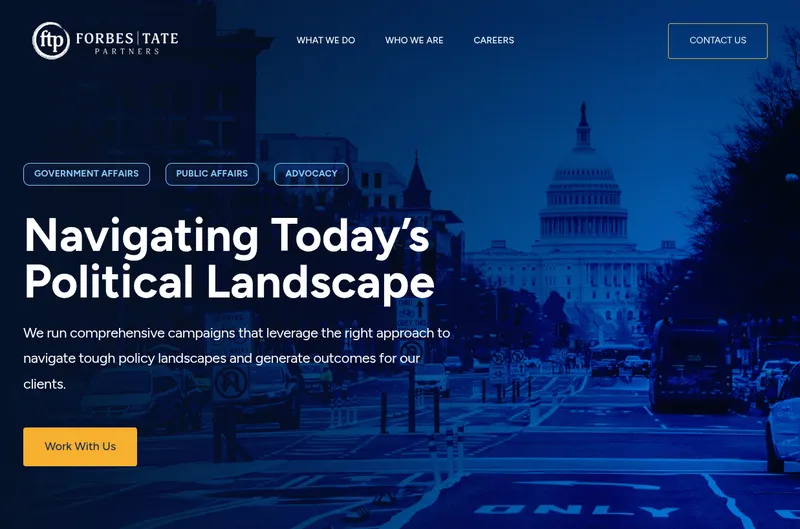 ftp FORBES|TATE
PARTNERS
WHAT WE DO
WHO WE ARE
CAREERS
CONTACT US
GOVERNMENT AFFAIRS
PUBLIC AFFAIRS
ADVOCACY
Navigating Today’s
Political Landscape
We run comprehensive campaigns that leverage the right approach to
navigate tough policy landscapes and generate outcomes for our
clients.
Work With Us
ONLY